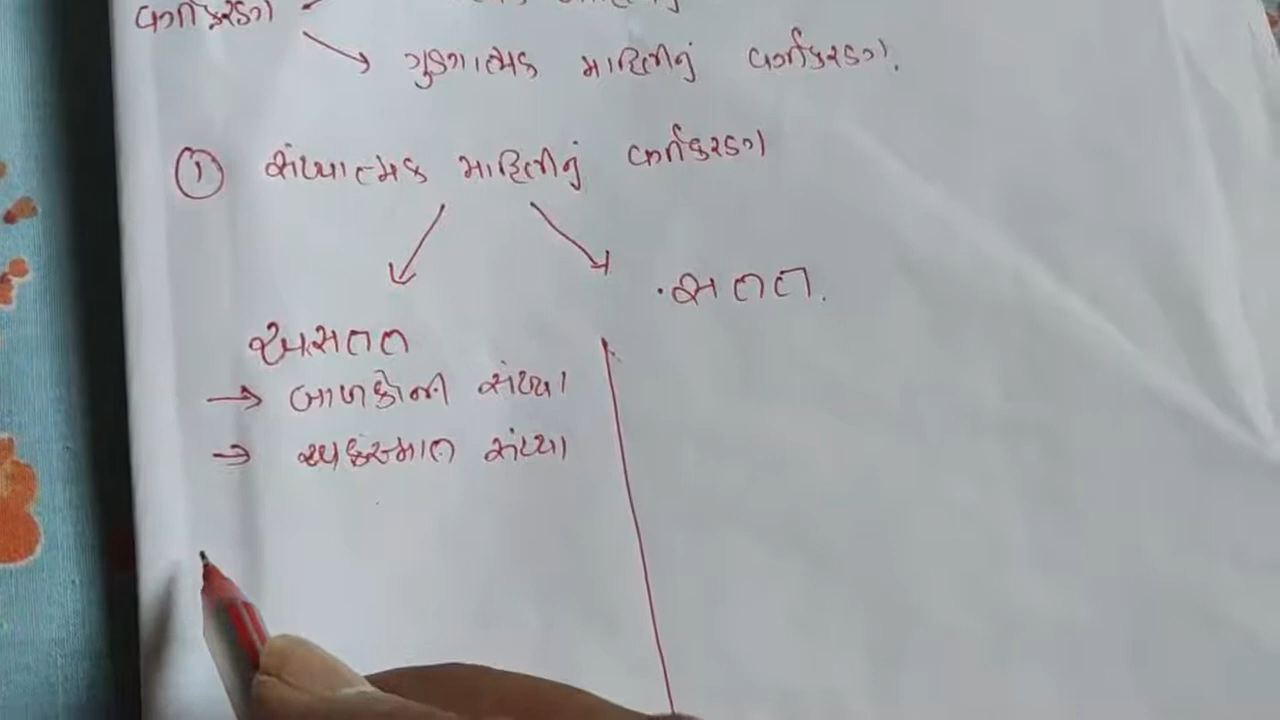 વર્ગીકરણ
ગુણાત્મક માહિતીનું વર્ગીકરણ.
① સંખ્યાત્મક માહિતીનું વર્ગીકરણ
· સતત.
અસતત
→ બાળકોની સંખ્યા
→ અકસ્માત સંખ્યા